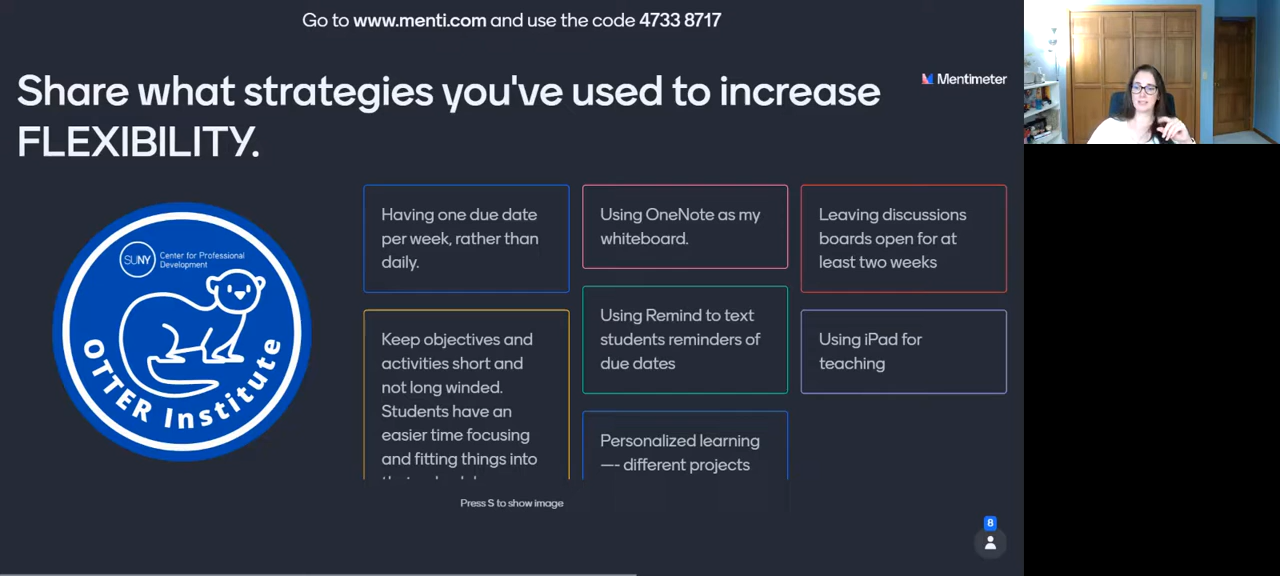 Go to www.menti.com and use the code 4733 8717
Share what strategies you've used to increase
FLEXIBILITY.
Mentimeter
SUNY
Center for Professional
Development
OTTER Institute
Having one due date
per week, rather than
daily.
Keep objectives and
activities short and
not long winded.
Students have an
easier time focusing
and fitting things into
Using OneNote as my
whiteboard.
Using Remind to text
students reminders of
due dates
Personalized learning
—- different projects
Leaving discussions
boards open for at
least two weeks
Using iPad for
teaching
Press S to show image
8